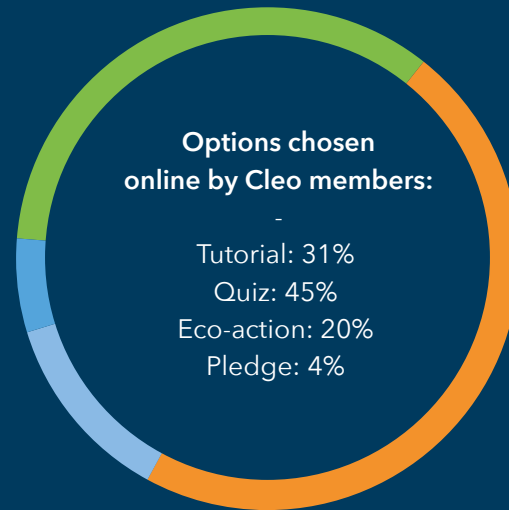 Options chosen
online by Cleo members:
-
Tutorial: 31%
Quiz: 45%
Eco-action: 20%
Pledge: 4%